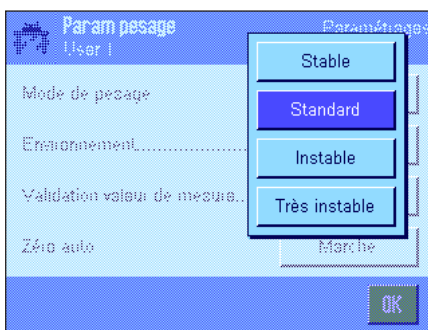 Param pesage
User 1
Paramétrages
Stable
Mode de pesage
Standard
Environnement....................
Instable
Validation valeur de mesure..
Très instable
Zéro auto
Marche
OK